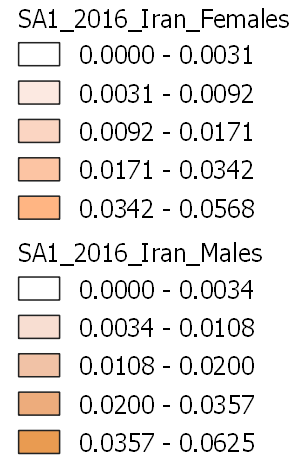 SA1_2016_Iran_Females
0.0000 - 0.0031
0.0031 - 0.0092
0.0092 - 0.0171
0.0171 - 0.0342
0.0342 - 0.0568
SA1_2016_Iran_Males
0.0000 - 0.0034
0.0034 - 0.0108
0.0108 - 0.0200
0.0200 - 0.0357
0.0357 - 0.0625